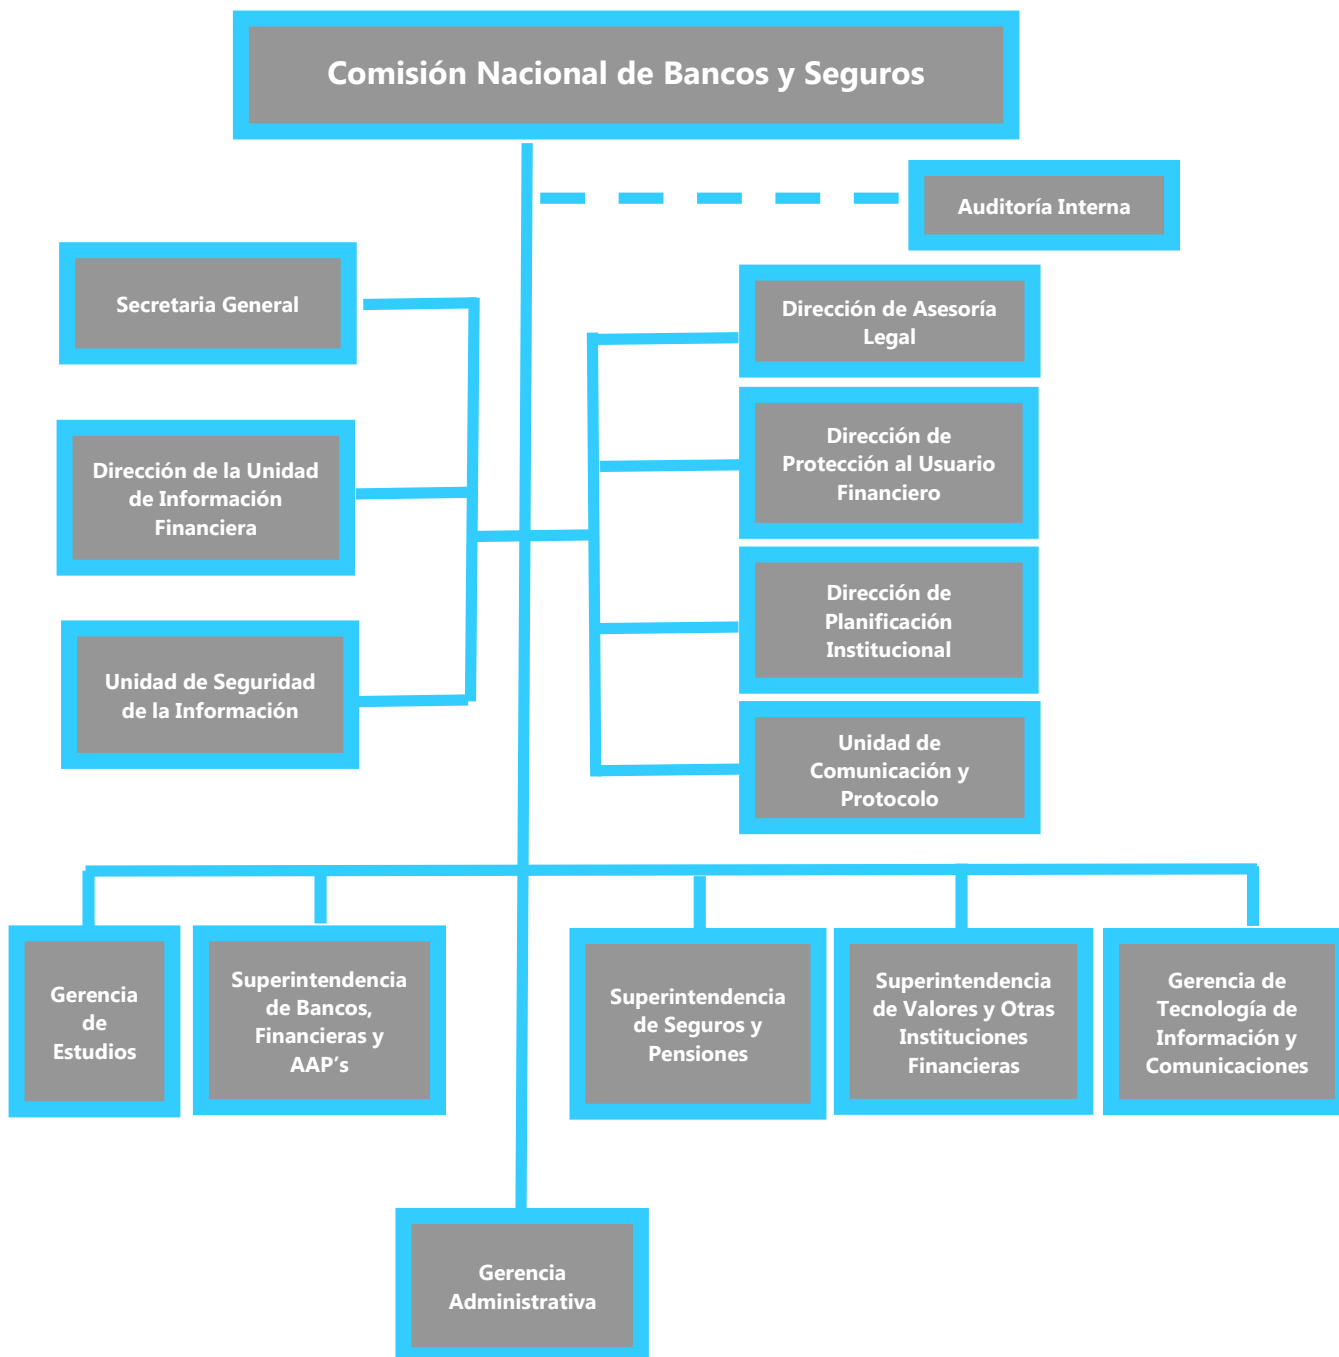 Comisión Nacional de Bancos y Seguros
Auditoría Interna
Secretaria General
Dirección de Asesoría
Legal
Dirección de la Unidad
de Información
Financiera
Dirección de
Protección al Usuario
Financiero
Dirección de
Planificación
Institucional
Unidad de Seguridad
de la Información
Unidad de
Comunicación y
Protocolo
Gerencia
de
Estudios
Superintendencia
de Bancos,
Financieras y
AAP’s
Superintendencia
de Seguros y
Pensiones
Superintendencia
de Valores y Otras
Instituciones
Financieras
Gerencia de
Tecnología de
Información y
Comunicaciones
Gerencia
Administrativa